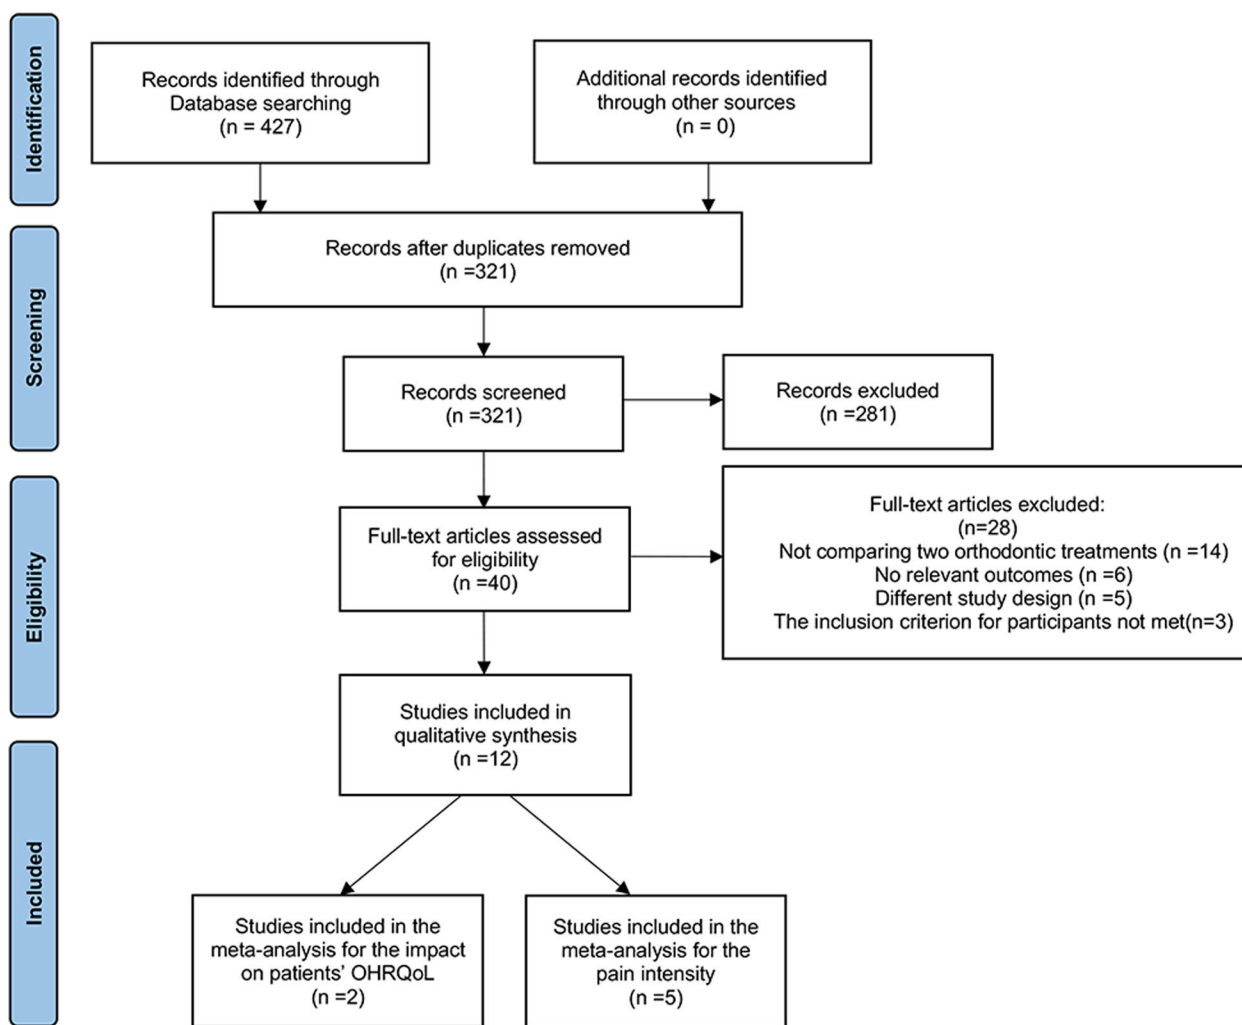 Identification
Records identified through
Database searching
(n = 427)
Additional records identified
through other sources
(n = 0)
Screening
Records after duplicates removed
(n =321)
Records screened
(n =321)
Records excluded
(n =281)
Eligibility
Full-text articles assessed
for eligibility
(n =40)
Full-text articles excluded:
(n=28)
Not comparing two orthodontic treatments (n =14)
No relevant outcomes (n =6)
Different study design (n =5)
The inclusion criterion for participants not met(n=3)
Studies included in
qualitative synthesis
(n =12)
Included
Studies included in the
meta-analysis for the impact
on patients’ OHRQoL
(n =2)
Studies included in the
meta-analysis for the
pain intensity
(n =5)